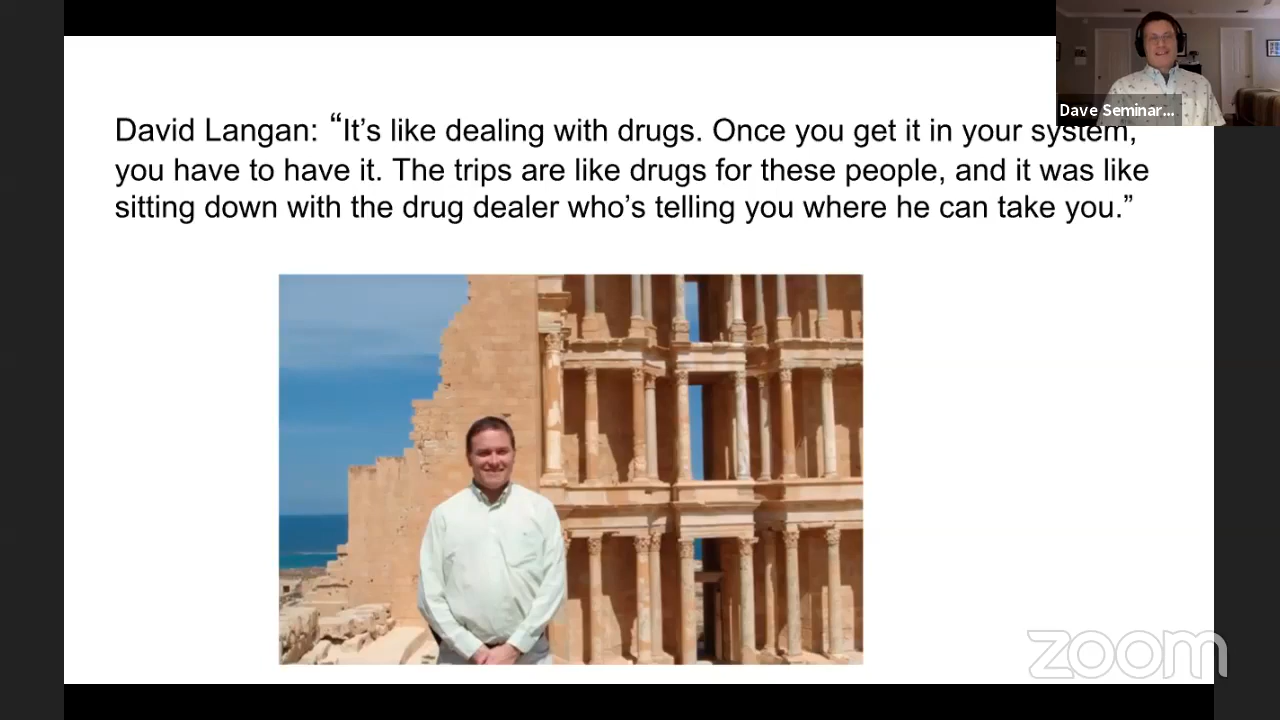 Dave Seminar...
David Langan: “It’s like dealing with drugs. Once you get it in your system,
you have to have it. The trips are like drugs for these people, and it was like
sitting down with the drug dealer who’s telling you where he can take you.”
zoom